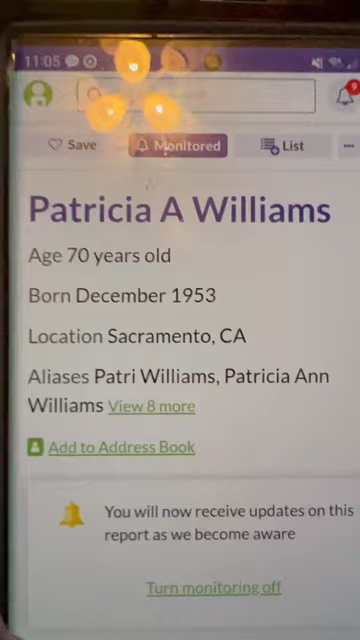 11:05
9
Save
Monitored
List
Patricia A Williams
Age 70 years old
Born December 1953
Location Sacramento, CA
Aliases Patri Williams, Patricia Ann
Williams View 8 more
Add to Address Book
You will now receive updates on this
report as we become aware
Turn monitoring off